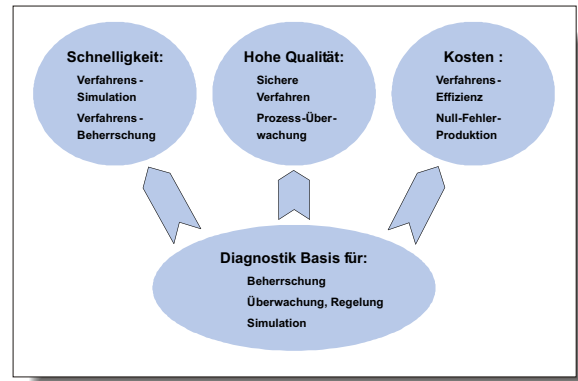 Schnelligkeit:
Verfahrens -
Simulation
Verfahrens -
Beherrschung
Hohe Qualität:
Sichere
Verfahren
Prozess-Über-
wachung
Kosten :
Verfahrens-
Effizienz
Null-Fehler-
Produktion
Diagnostik Basis für:
Beherrschung
Überwachung, Regelung
Simulation